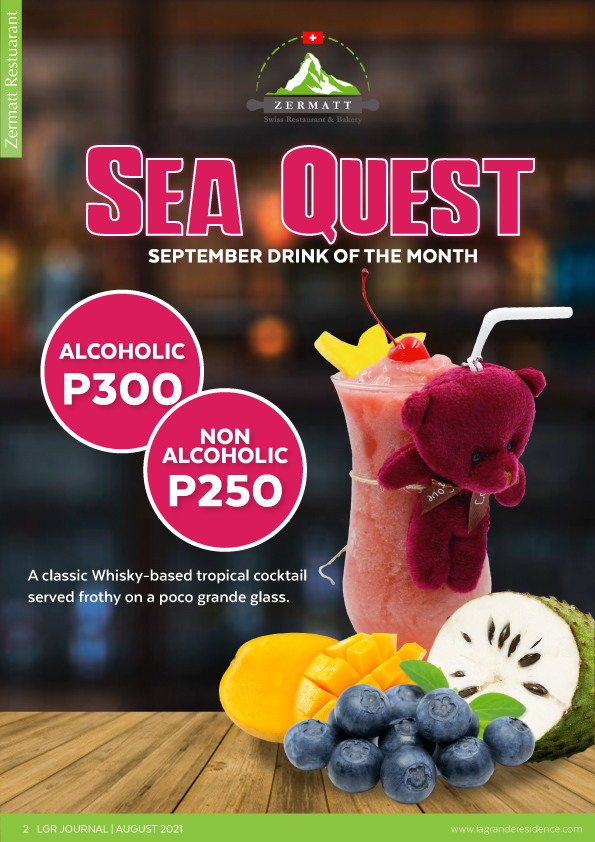 Zermatt Restuarant
ZERMATT
Swiss Restaurant & Bakery
SEA QUEST
SEPTEMBER DRINK OF THE MONTH
ALCOHOLIC
P300
NON
ALCOHOLIC
P250
A classic Whisky-based tropical cocktail
served frothy on a poco grande glass.
2 LGR JOURNAL | AUGUST 2021
www.lagranderesidence.com